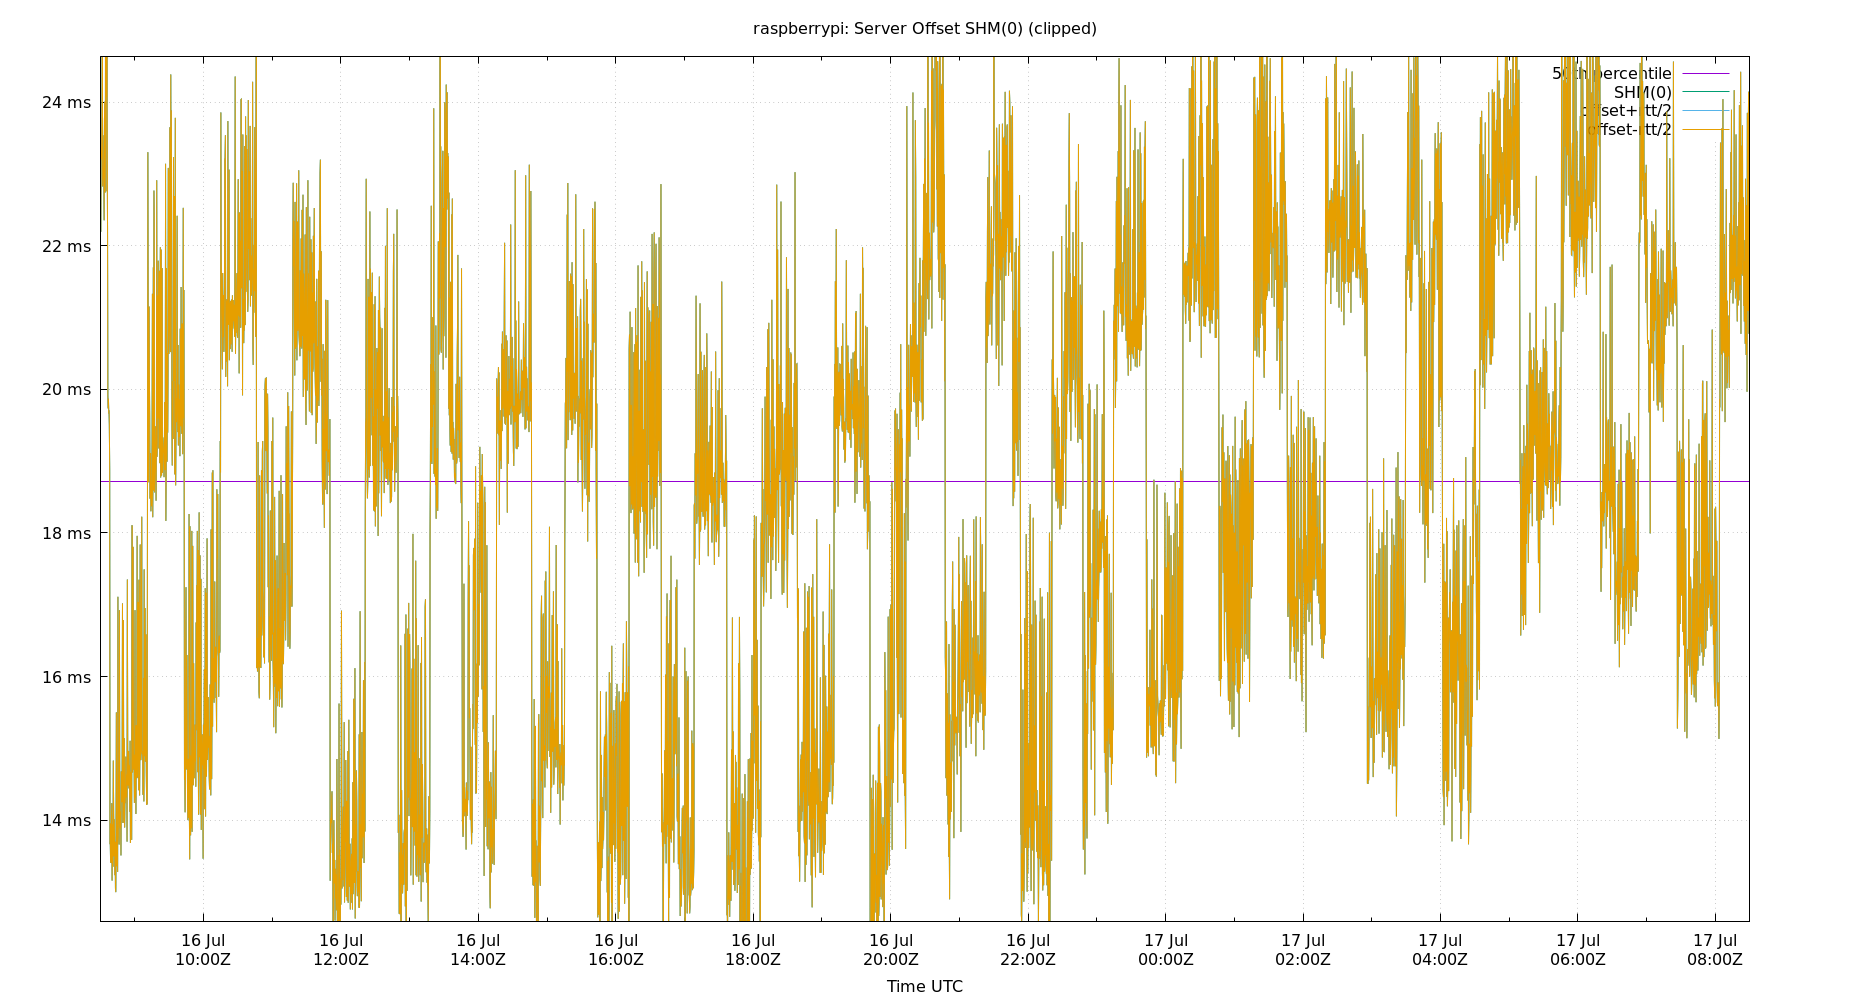 raspberrypi: Server Offset SHM(0) (clipped)
50th percentile
SHM(0)
offset+rtt/2
offset-rtt/2
24 ms
22 ms
20 ms
18 ms
16 ms
14 ms
16 Jul 16 Jul 16 Jul 16 Jul 16 Jul 16 Jul 16 Jul 17 Jul 17 Jul 17 Jul 17 Jul 17 Jul
10:00Z 12:00Z 14:00Z 16:00Z 18:00Z 20:00Z 22:00Z 00:00Z 02:00Z 04:00Z 06:00Z 08:00Z
Time UTC